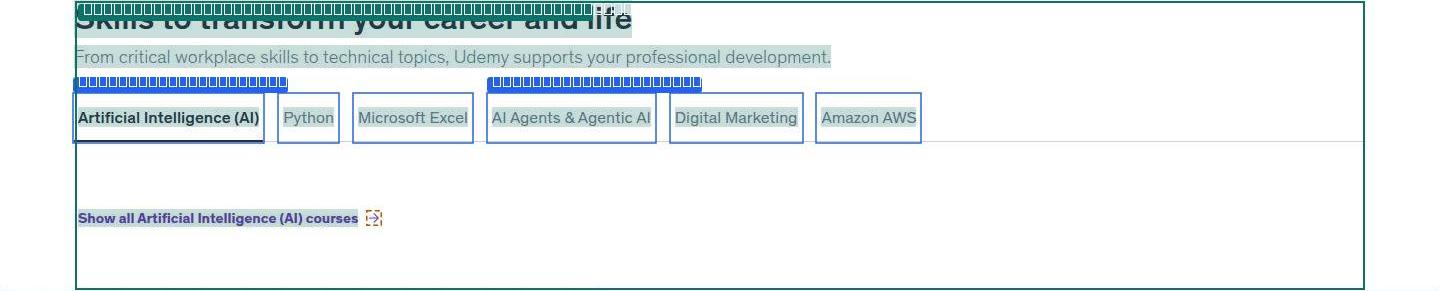 Skills to transform your career and life
From critical workplace skills to technical topics, Udemy supports your professional development.
Artificial Intelligence (AI) Python Microsoft Excel AI Agents & Agentic AI Digital Marketing Amazon AWS
Show all Artificial Intelligence (AI) courses